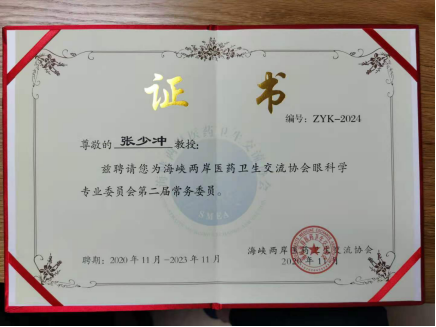 证 书
编号：ZYK-2024
尊敬的 张少冲 教授：
兹聘请您为海峡两岸医药卫生交流协会眼科学
专业委员会第二届常务委员。
海峡两岸医药卫生交流协会
聘期：2020年11月-2023年11月 2020年11月